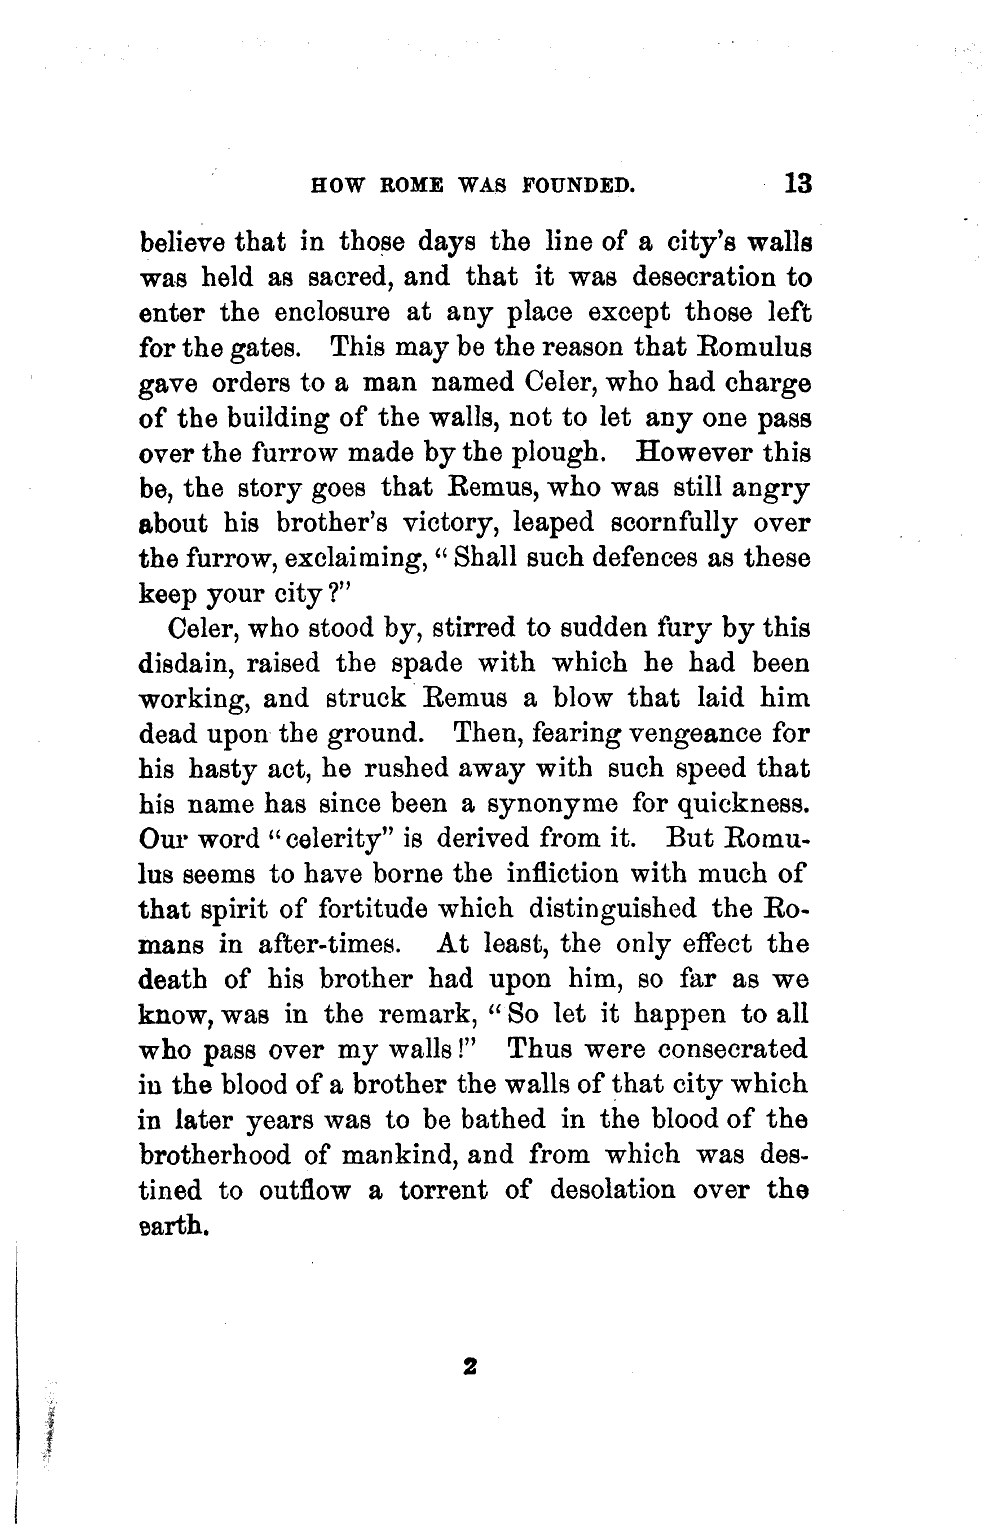 HOW ROME WAS FOUNDED. 13
believe that in those days the line of a city's walls
was held as sacred, and that it was desecration to
enter the enclosure at any place except those left
for the gates. This may be the reason that Romulus
gave orders to a man named Celer, who had charge
of the building of the walls, not to let any one pass
over the furrow made by the plough. However this
be, the story goes that Remus, who was still angry
about his brother's victory, leaped scornfully over
the furrow, exclaiming, “Shall such defences as these
keep your city?”
Celer, who stood by, stirred to sudden fury by this
disdain, raised the spade with which he had been
working, and struck Remus a blow that laid him
dead upon the ground. Then, fearing vengeance for
his hasty act, he rushed away with such speed that
his name has since been a synonyme for quickness.
Our word “celerity” is derived from it. But Romu-
lus seems to have borne the infliction with much of
that spirit of fortitude which distinguished the Ro-
mans in after-times. At least, the only effect the
death of his brother had upon him, so far as we
know, was in the remark, “So let it happen to all
who pass over my walls!” Thus were consecrated
in the blood of a brother the walls of that city which
in later years was to be bathed in the blood of the
brotherhood of mankind, and from which was des-
tined to outflow a torrent of desolation over the
earth.
2